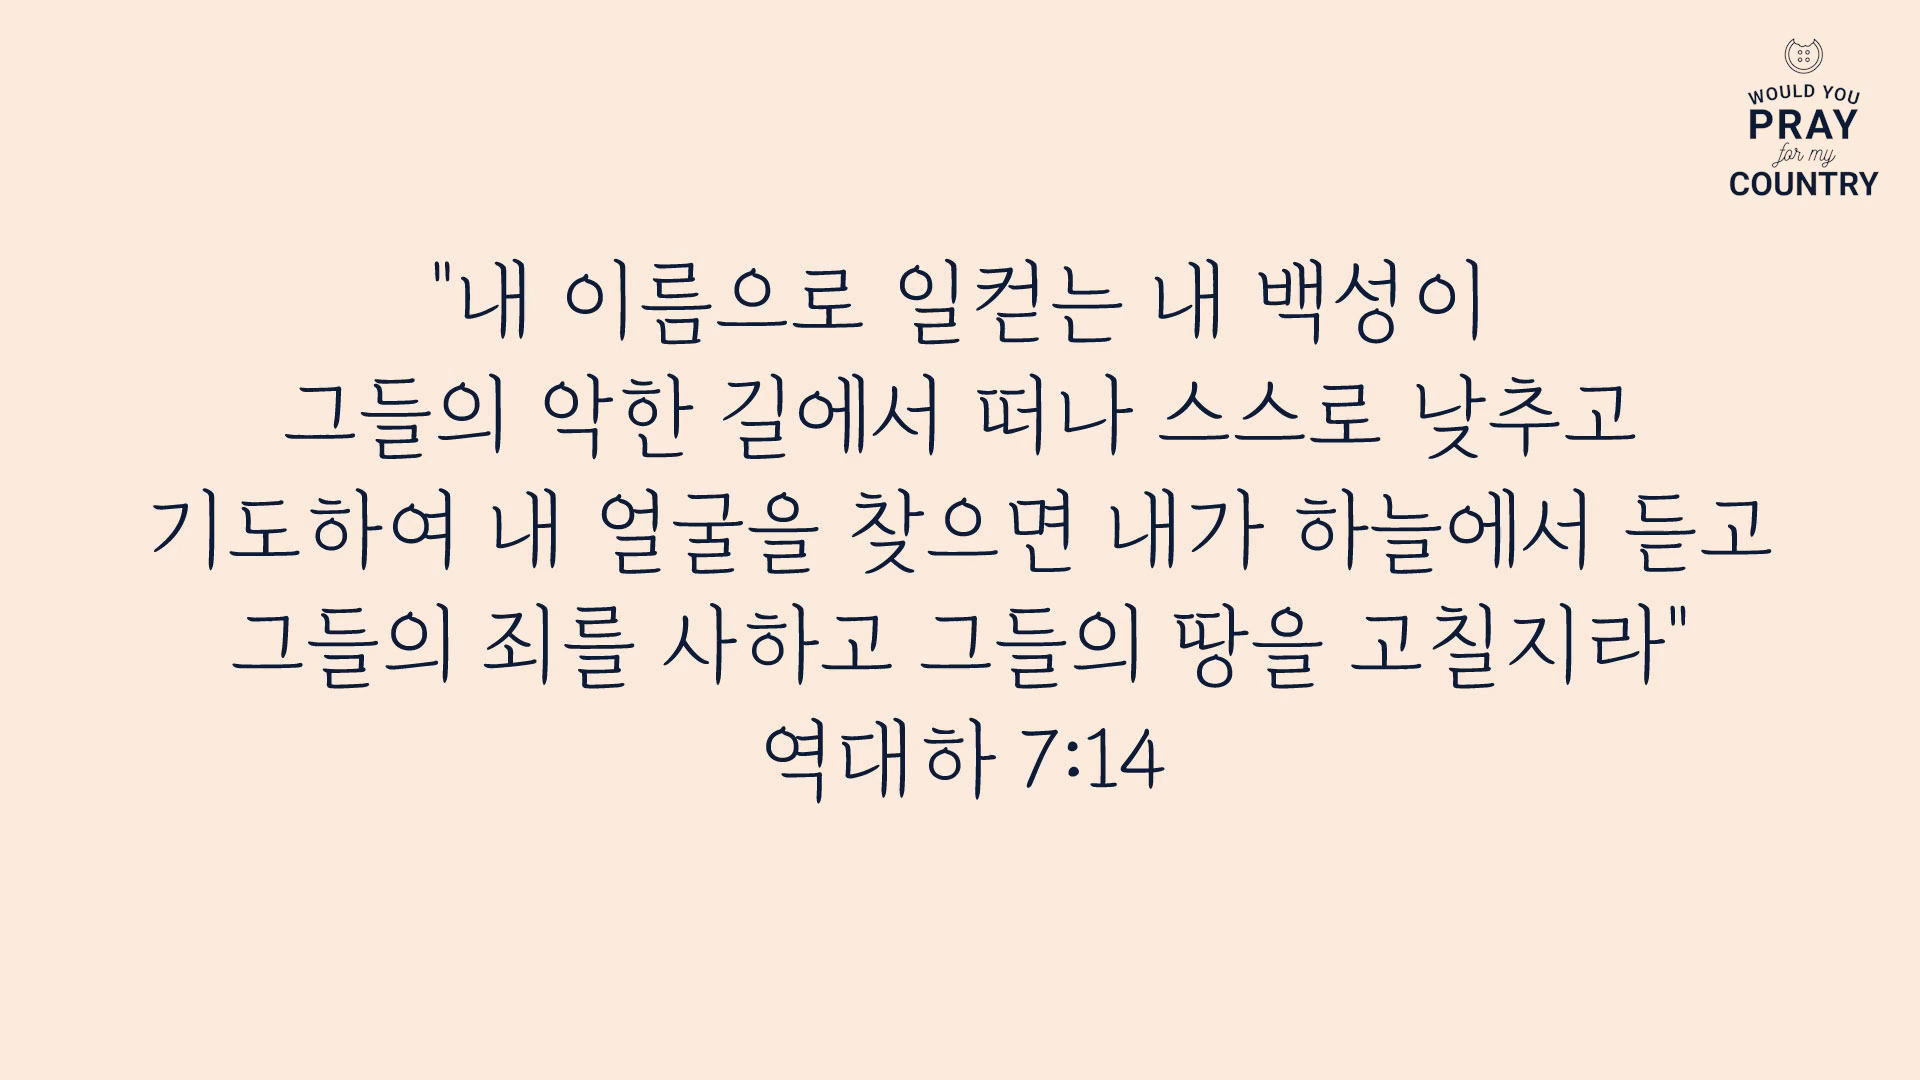 WOULD YOU
PRAY
for my
COUNTRY
"내 이름으로 일컫는 내 백성이
그들의 악한 길에서 떠나 스스로 낮추고
기도하여 내 얼굴을 찾으면 내가 하늘에서 듣고
그들의 죄를 사하고 그들의 땅을 고칠지라"
역대하 7:14